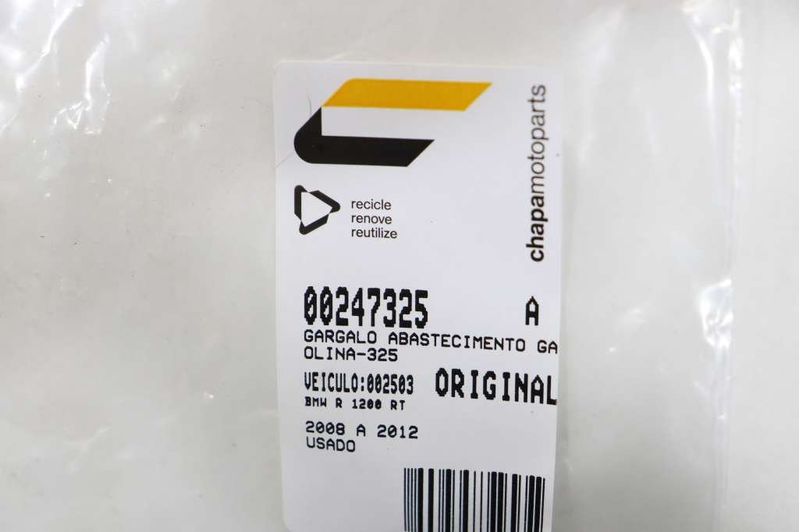 chapamotoparts
recicle
renove
reutilize
00247325 A
GARGALO ABASTECIMENTO GA
OLINA-325
VEICULO:002503 ORIGINAL
BMW R 1200 RT
2008 A 2012
USADO